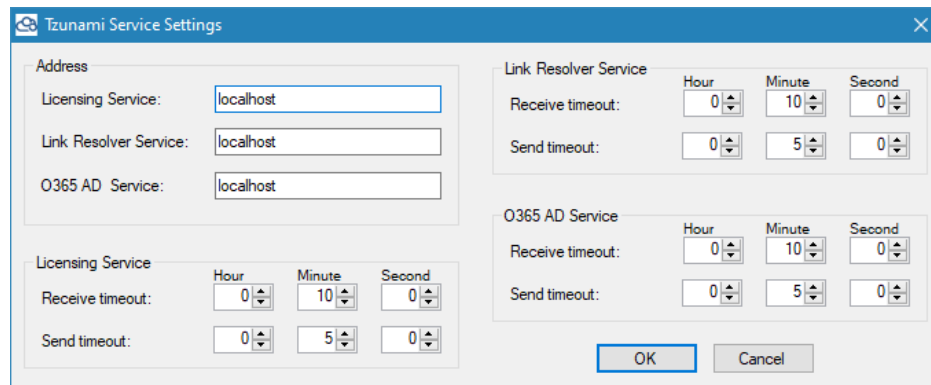 Tzunami Service Settings
Address
Licensing Service: localhost
Link Resolver Service: localhost
O365 AD  Service: localhost
Licensing Service
Hour Minute Second
Receive timeout: 0 10 0
Send timeout: 0 5 0
Link Resolver Service
Hour Minute Second
Receive timeout: 0 10 0
Send timeout: 0 5 0
O365 AD Service
Hour Minute Second
Receive timeout: 0 10 0
Send timeout: 0 5 0
OK Cancel